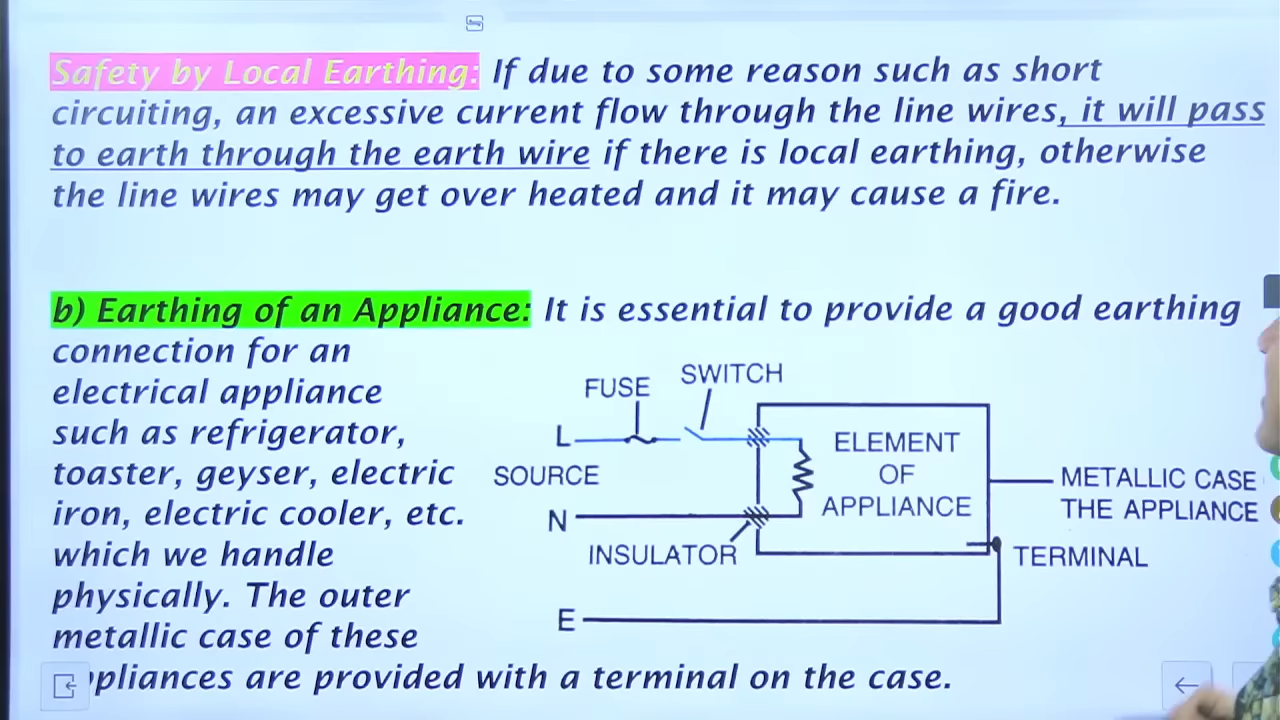 Safety by Local Earthing: If due to some reason such as short
circuiting, an excessive current flow through the line wires, it will pass
to earth through the earth wire if there is local earthing, otherwise
the line wires may get over heated and it may cause a fire.
b) Earthing of an Appliance: It is essential to provide a good earthing
connection for an
electrical appliance
such as refrigerator,
toaster, geyser, electric
iron, electric cooler, etc.
which we handle
physically. The outer
metallic case of these
ppliances are provided with a terminal on the case.
FUSE
SWITCH
L
SOURCE
N
INSULATOR
E
ELEMENT
OF
APPLIANCE
METALLIC CASE
THE APPLIANCE
TERMINAL